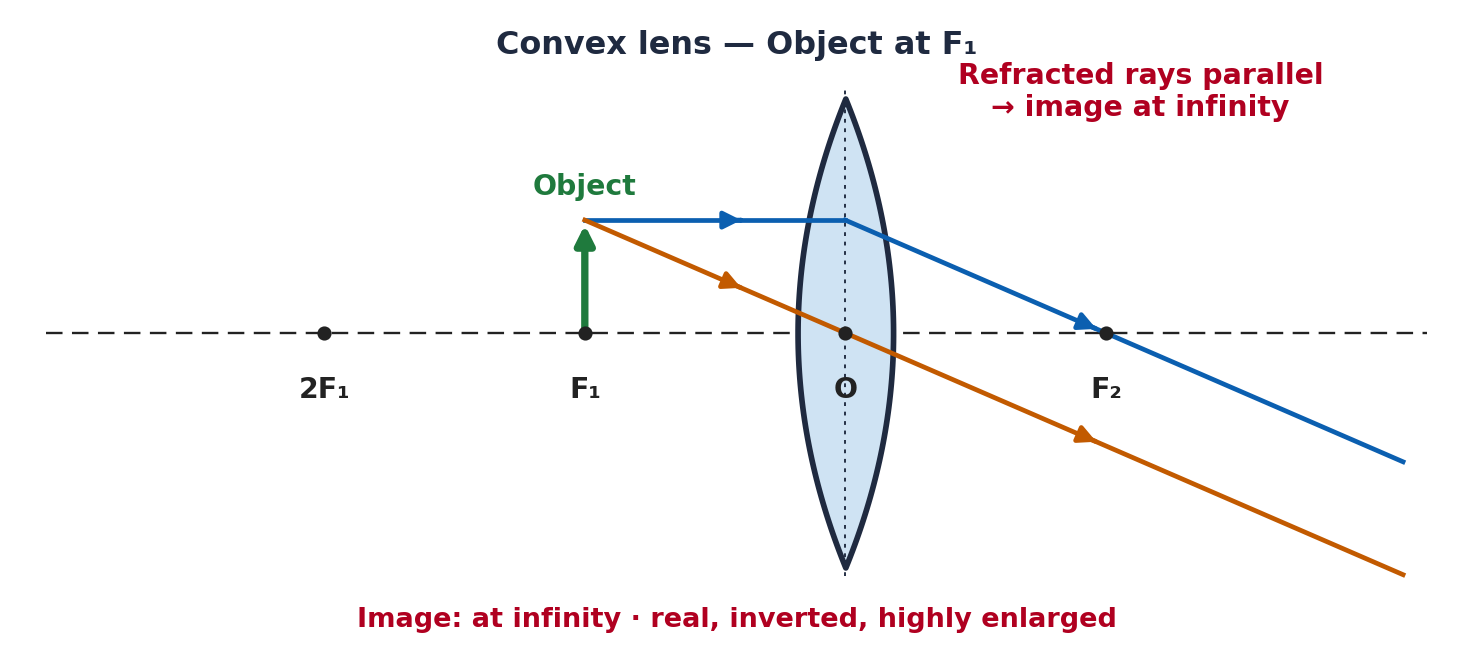 Convex lens — Object at F₁
Refracted rays parallel
→ image at infinity
Object
2F₁
F₁
O
F₂
Image: at infinity · real, inverted, highly enlarged